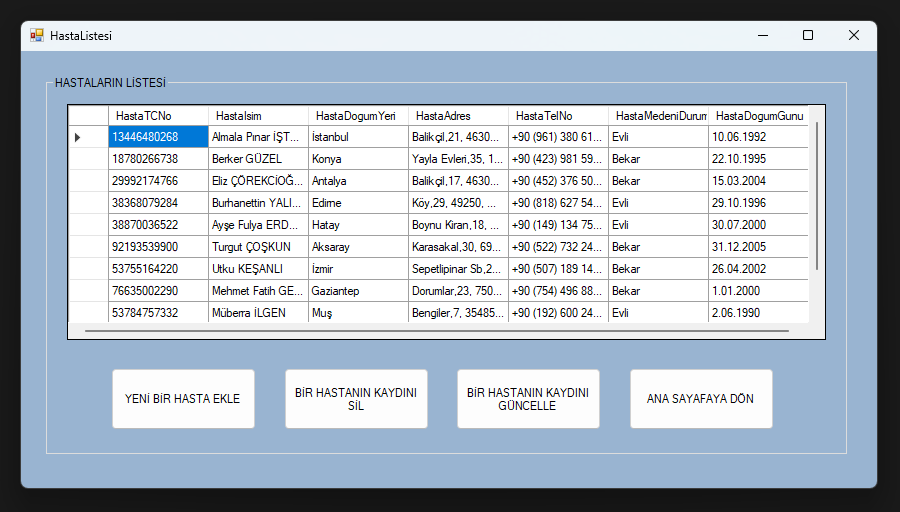 HastaListesi
HASTALARIN LİSTESİ
HastaTCNo HastaIsim HastaDogumYeri HastaAdres HastaTelNo HastaMedeniDurum HastaDogumGunu
13446480268 Almala Pınar İŞT... İstanbul Balikçil,21, 4630... +90 (961) 380 61... Evli 10.06.1992
18780266738 Berker GÜZEL Konya Yayla Evleri,35, 1... +90 (423) 981 59... Bekar 22.10.1995
29992174766 Eliz ÇÖREKCİOĞ... Antalya Balikçil,17, 4630... +90 (452) 376 50... Bekar 15.03.2004
38368079284 Burhanettin YALI... Edirne Köy,29, 49250, ... +90 (818) 627 54... Evli 29.10.1996
38870036522 Ayşe Fulya ERD... Hatay Boynu Kiran,18, ... +90 (149) 134 75... Evli 30.07.2000
92193539900 Turgut ÇOŞKUN Aksaray Karasakal,30, 69... +90 (522) 732 24... Bekar 31.12.2005
53755164220 Utku KEŞANLI İzmir Sepetlipinar Sb,2... +90 (507) 189 14... Bekar 26.04.2002
76635002290 Mehmet Fatih GE... Gaziantep Dorumlar,23, 750... +90 (754) 496 88... Bekar 1.01.2000
53784757332 Müberra İLGEN Muş Bengiler,7, 35485... +90 (192) 600 24... Evli 2.06.1990
YENİ BİR HASTA EKLE
BİR HASTANIN KAYDINI
SİL
BİR HASTANIN KAYDINI
GÜNCELLE
ANA SAYAFAYA DÖN